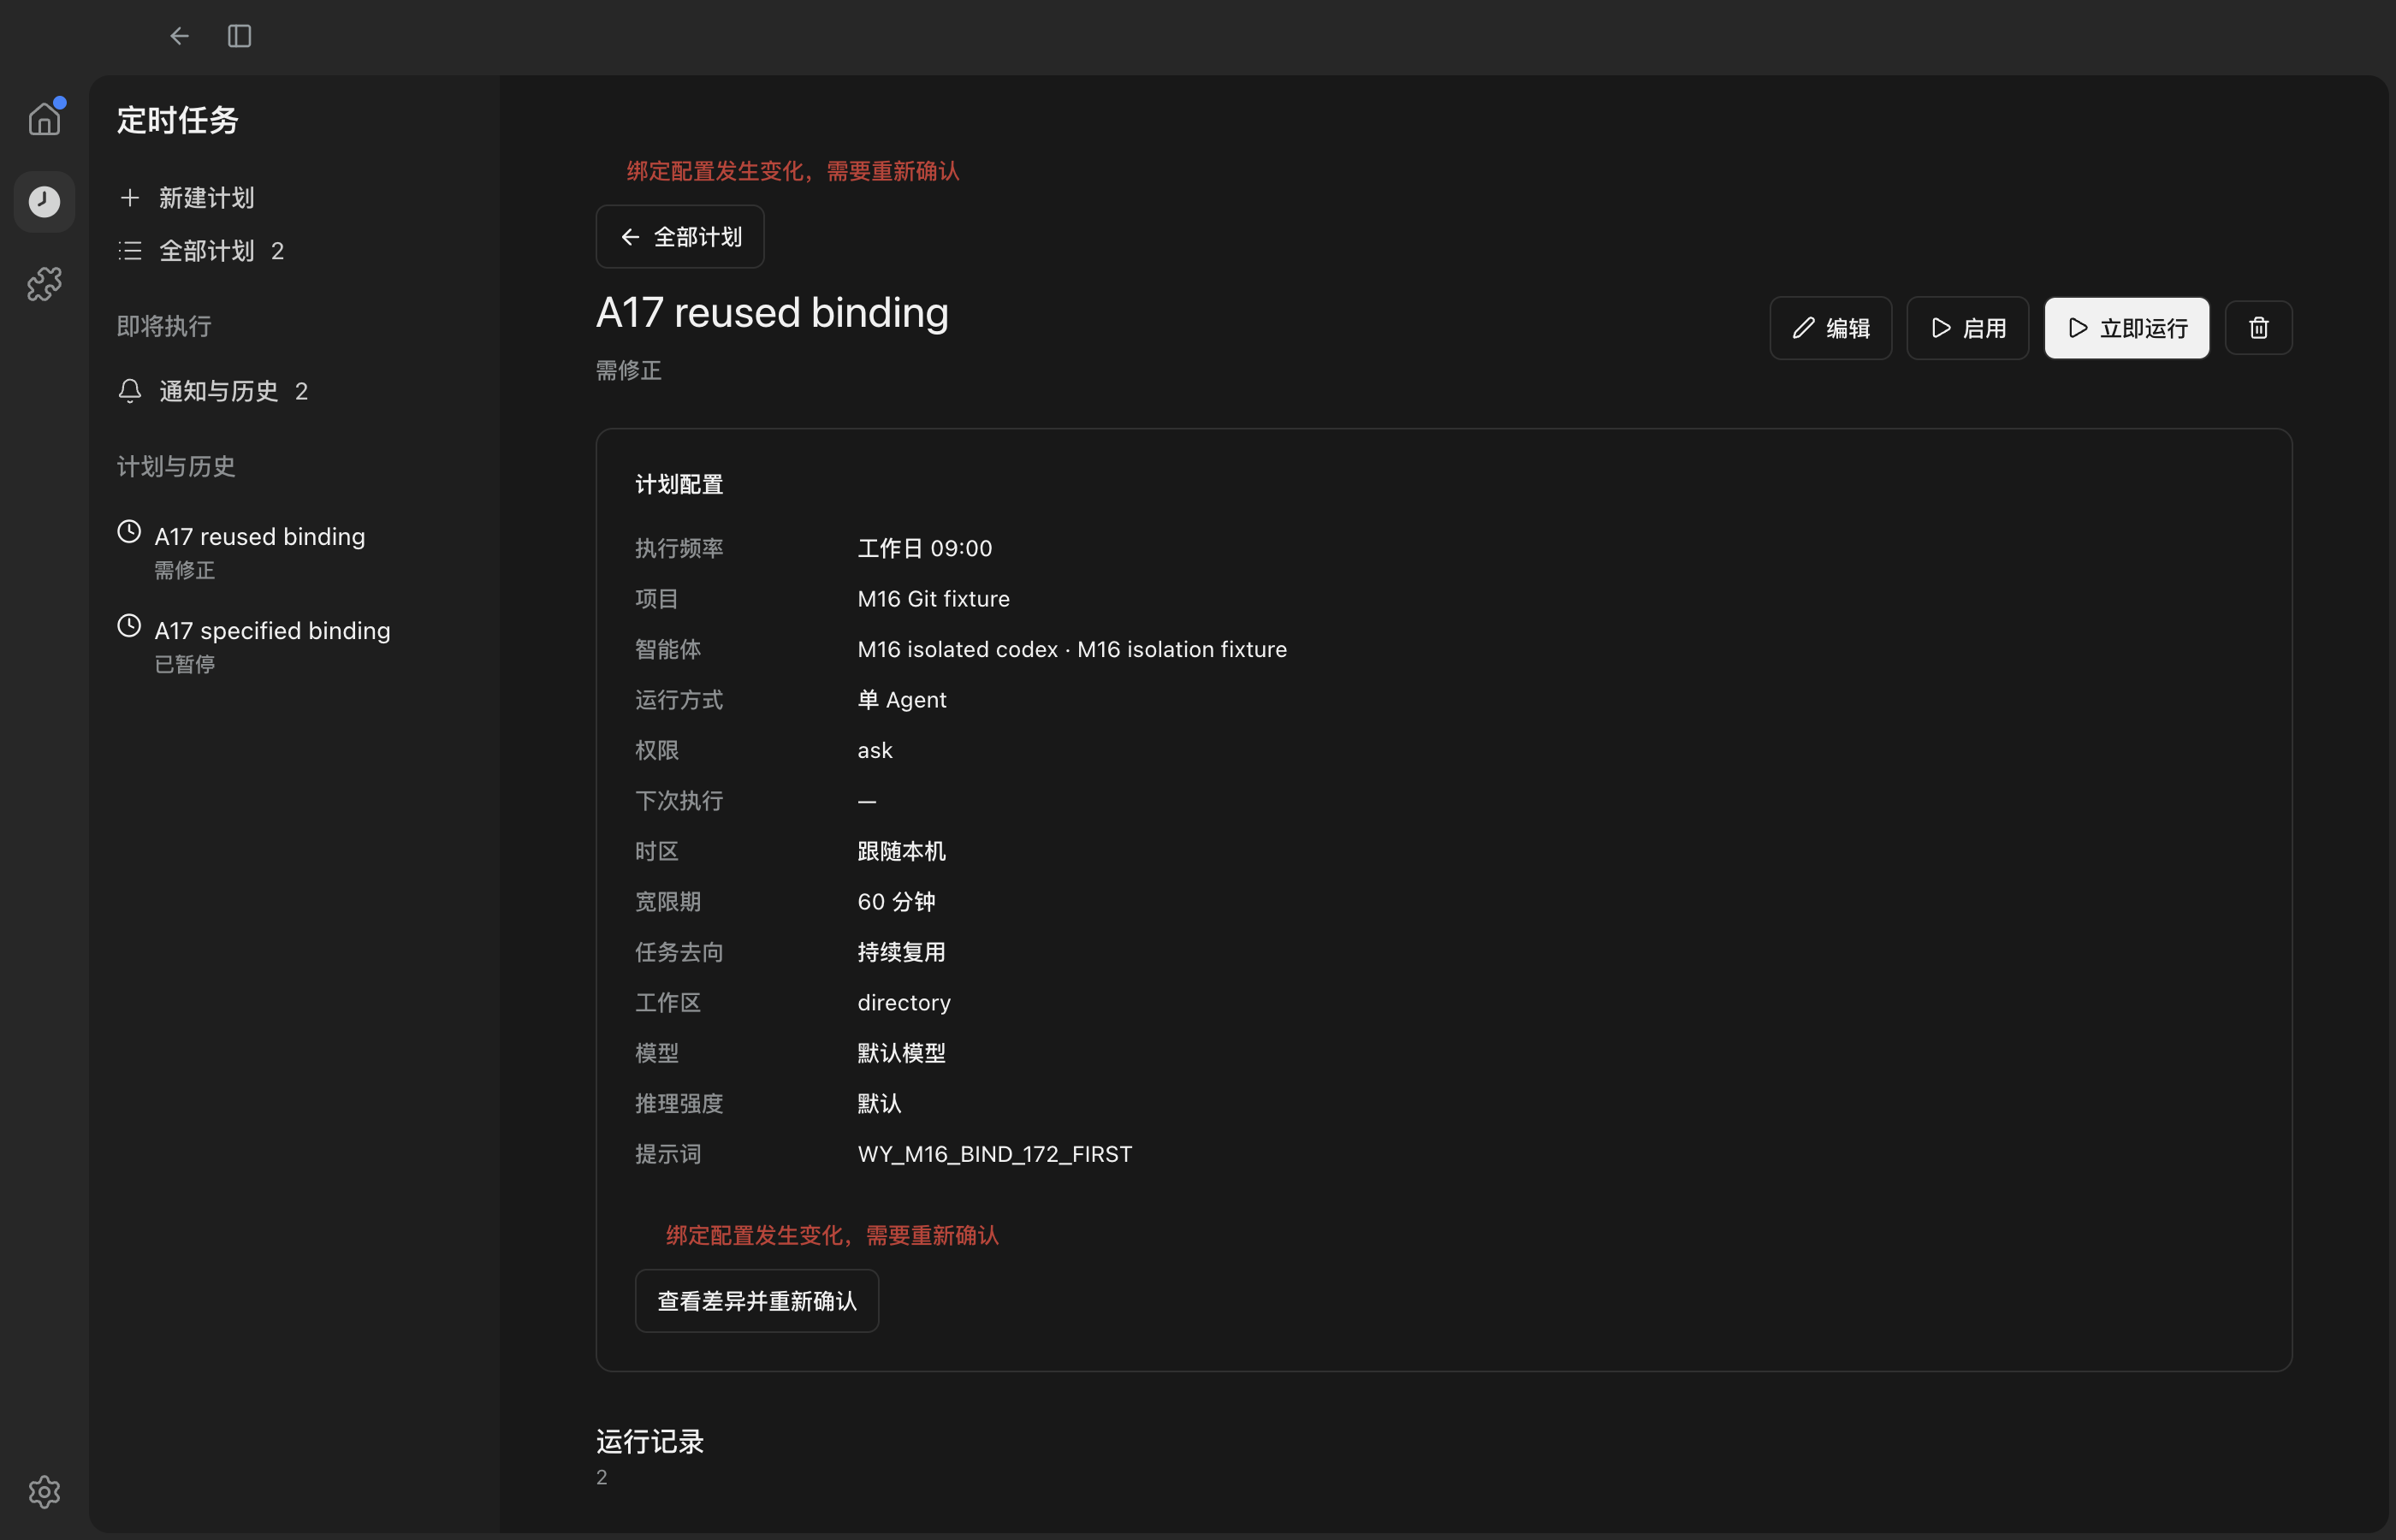 定时任务
新建计划
全部计划 2
即将执行
通知与历史 2
计划与历史
A17 reused binding
需修正
A17 specified binding
已暂停
绑定配置发生变化，需要重新确认
全部计划
A17 reused binding
需修正
编辑
启用
立即运行
计划配置
执行频率 工作日 09:00
项目 M16 Git fixture
智能体 M16 isolated codex · M16 isolation fixture
运行方式 单 Agent
权限 ask
下次执行 —
时区 跟随本机
宽限期 60 分钟
任务去向 持续复用
工作区 directory
模型 默认模型
推理强度 默认
提示词 WY_M16_BIND_172_FIRST
绑定配置发生变化，需要重新确认
查看差异并重新确认
运行记录
2